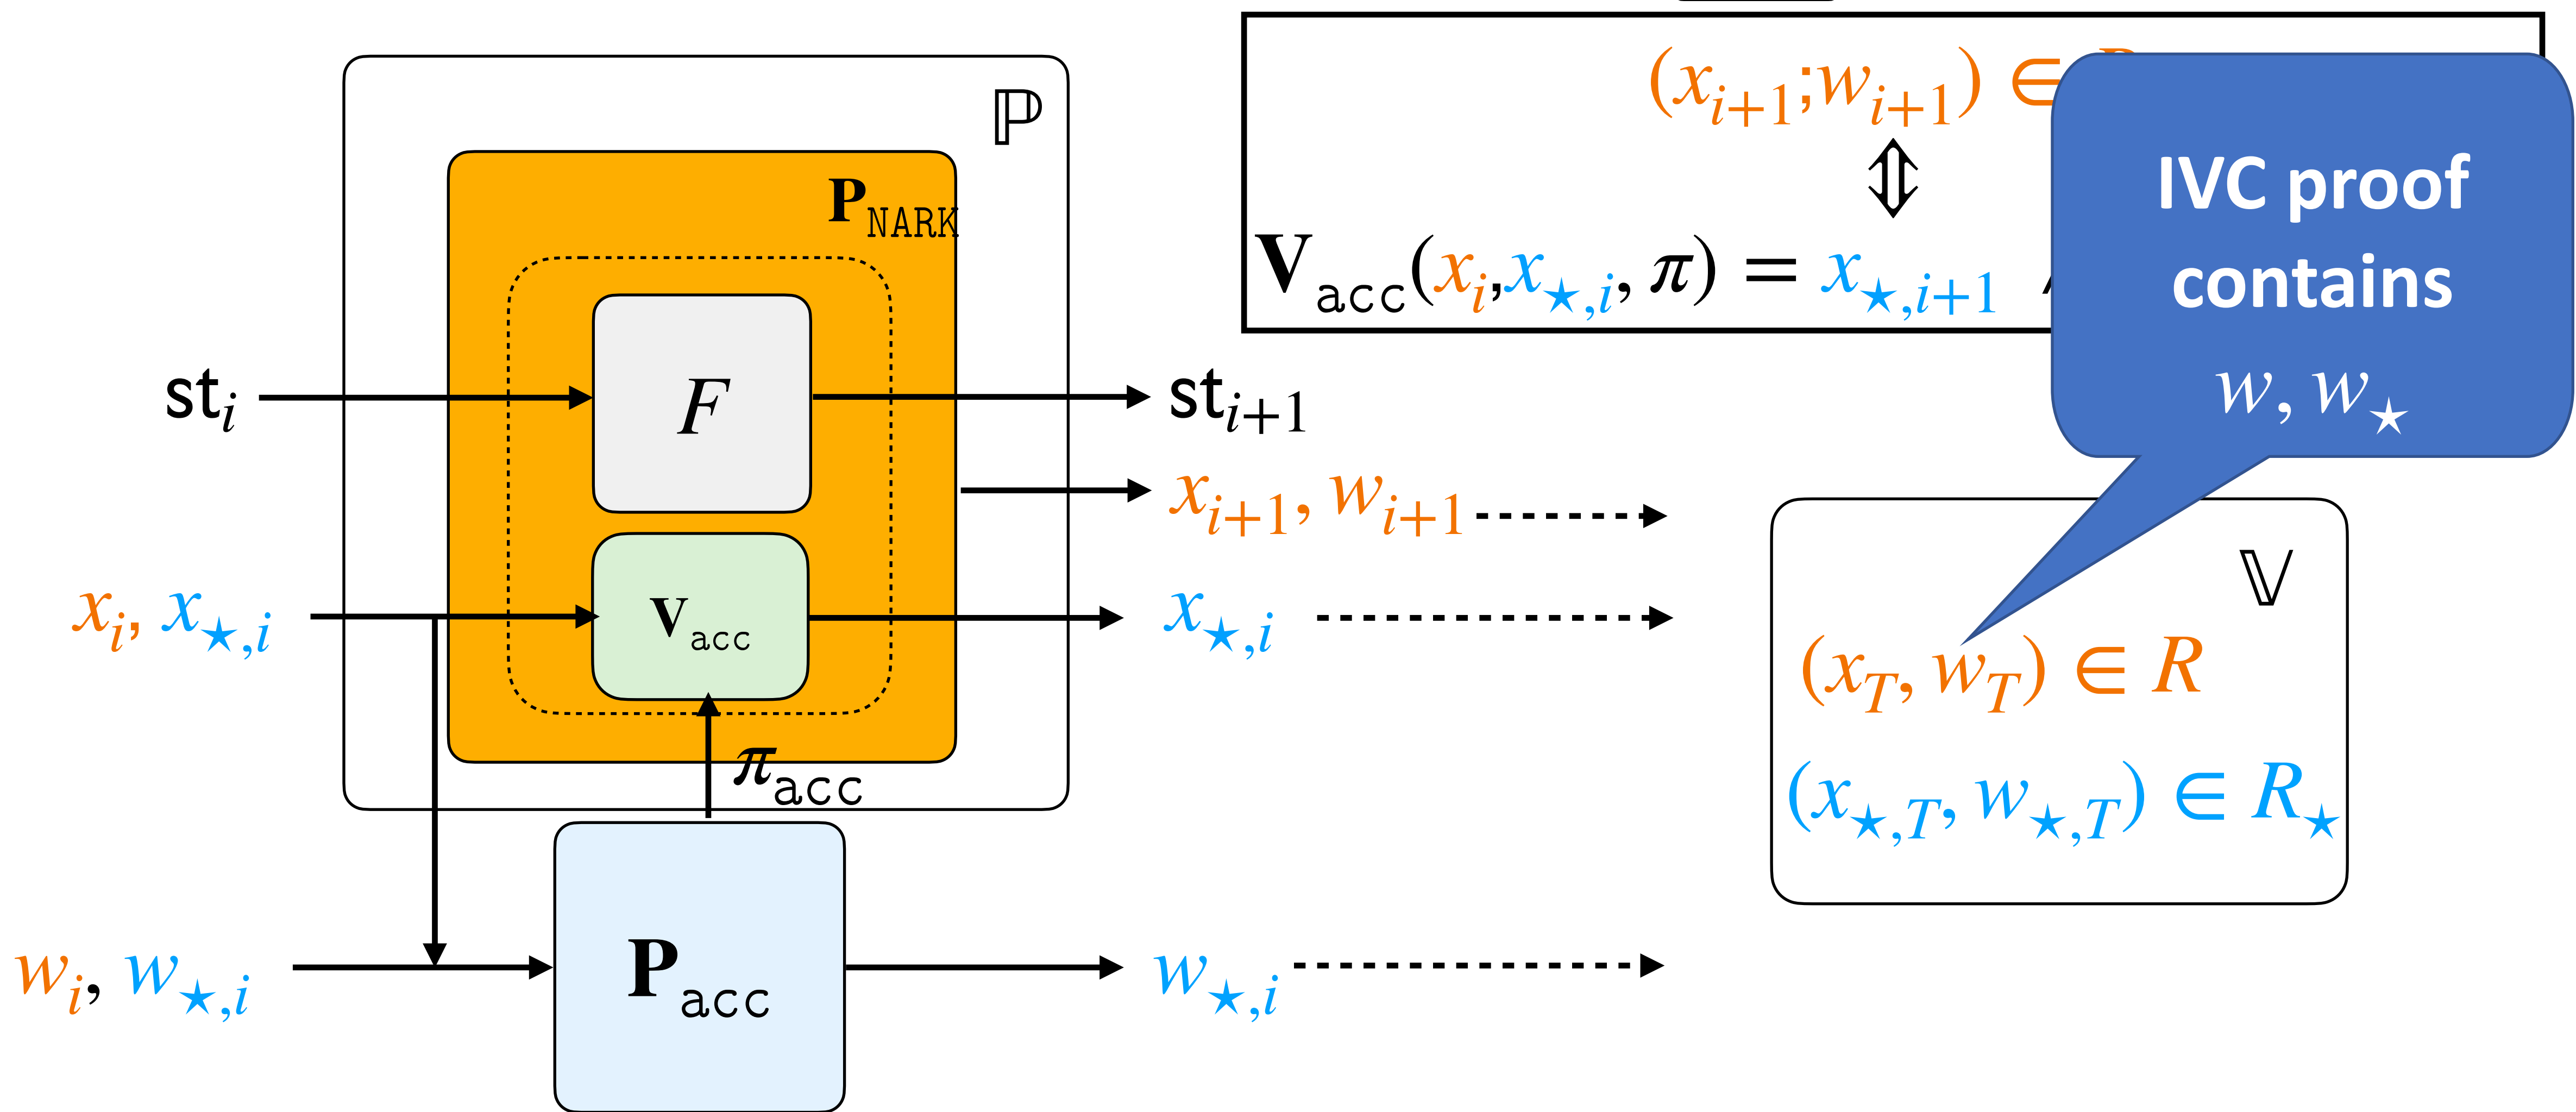 ℙ
P_NARK
(x_{i+1};w_{i+1}) ∈
⇕
V_acc(x_i,x_{★,i}, π) = x_{★,i+1}
IVC proof
contains
w, w_★
st_i
F
st_{i+1}
x_{i+1}, w_{i+1}
x_i, x_{★,i}
V_acc
x_{★,i}
π_acc
𝕍
(x_T, w_T) ∈ R
(x_{★,T}, w_{★,T}) ∈ R_★
w_i, w_{★,i}
P_acc
w_{★,i}